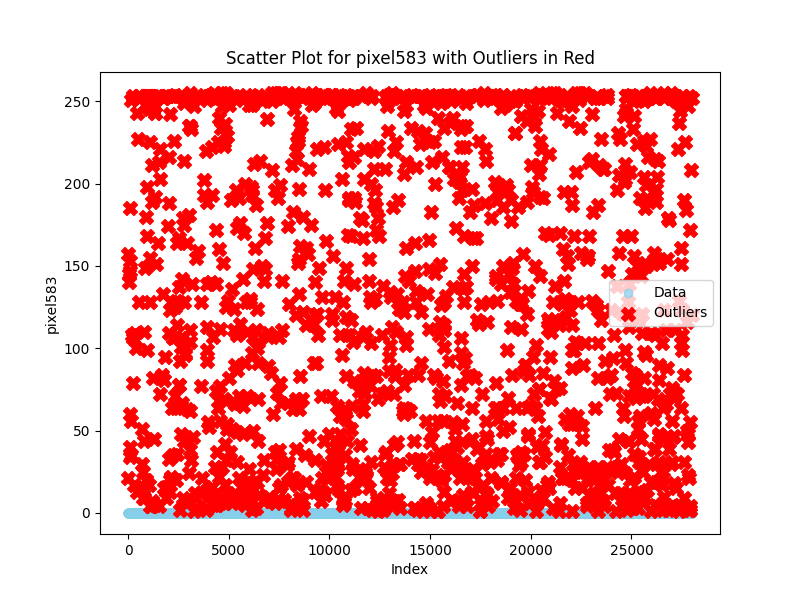 Scatter Plot for pixel583 with Outliers in Red
pixel583
250
200
150
100
50
0
Data
Outliers
0 5000 10000 15000 20000 25000
Index